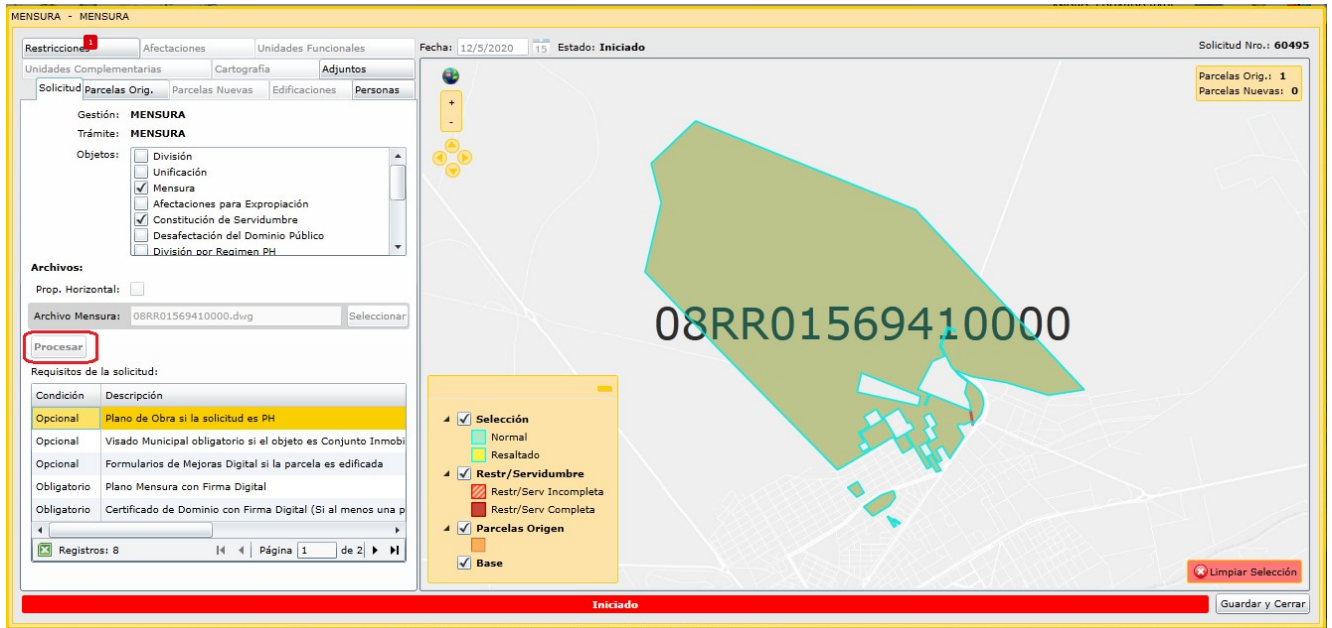 MENSURA - MENSURA
Restricciones 1 Afectaciones Unidades Funcionales
Unidades Complementarias Cartografía Adjuntos
Solicitud Parcelas Orig. Parcelas Nuevas Edificaciones Personas
Gestión: MENSURA
Trámite: MENSURA
Objetos: División
Unificación
Mensura
Afectaciones para Expropiación
Constitución de Servidumbre
Desafectación del Dominio Público
División por Regimen PH
Archivos:
Prop. Horizontal:
Archivo Mensura: 08RR01569410000.dwg Seleccionar
Procesar
Requisitos de la solicitud:
Condición Descripción
Opcional Plano de Obra si la solicitud es PH
Opcional Visado Municipal obligatorio si el objeto es Conjunto Inmobi
Opcional Formularios de Mejoras Digital si la parcela es edificada
Obligatorio Plano Mensura con Firma Digital
Obligatorio Certificado de Dominio con Firma Digital (Si al menos una p
Registros: 8 Página 1 de 2
Fecha: 12/5/2020 15 Estado: Iniciado Solicitud Nro.: 60495
Parcelas Orig.: 1
Parcelas Nuevas: 0
+
-
08RR01569410000
Selección
Normal
Resaltado
Restr/Servidumbre
Restr/Serv Incompleta
Restr/Serv Completa
Parcelas Origen
Base
Limpiar Selección
Iniciado Guardar y Cerrar